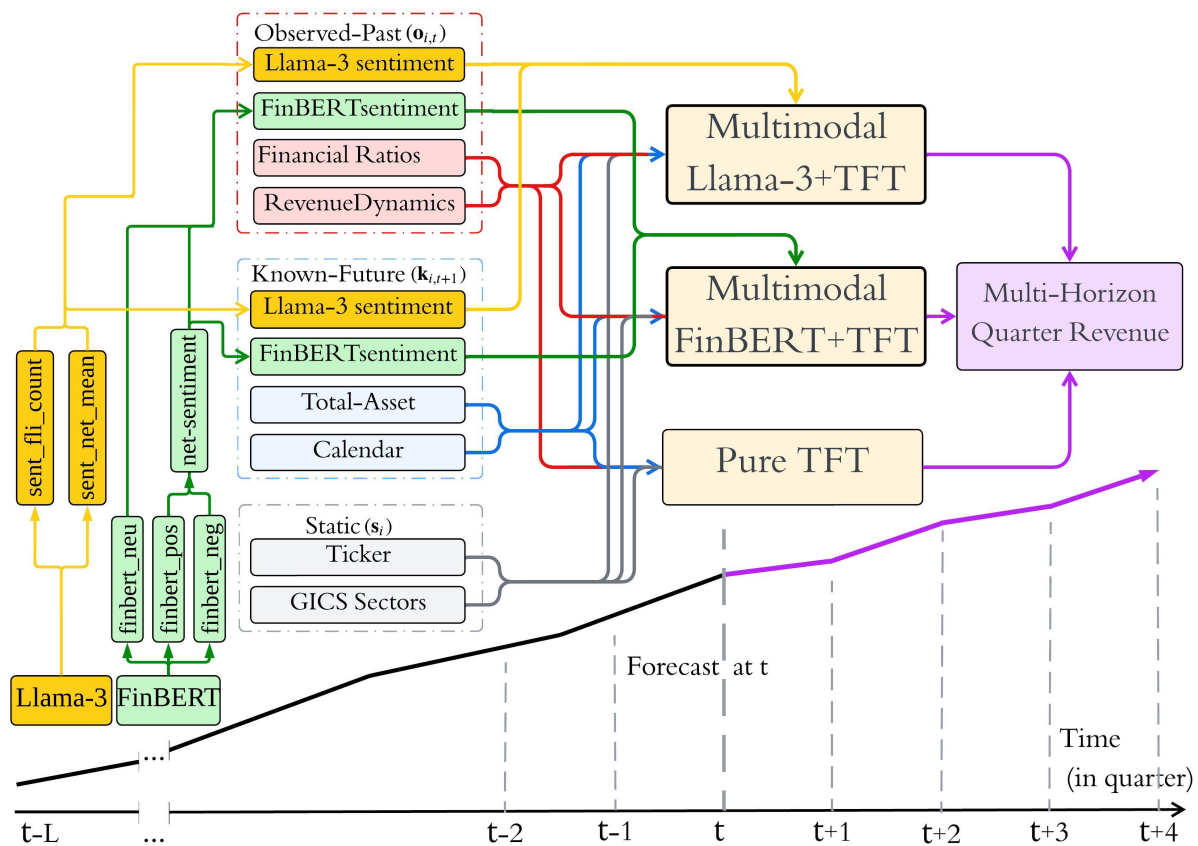 Observed-Past (o_{i,t})
Llama-3 sentiment
FinBERTsentiment
Financial Ratios
RevenueDynamics
Known-Future (k_{i,t+1})
Llama-3 sentiment
FinBERTsentiment
Total-Asset
Calendar
Static (s_i)
Ticker
GICS Sectors
sent_fli_count
sent_net_mean
net-sentiment
finbert_neu
finbert_pos
finbert_neg
Llama-3
FinBERT
Multimodal
Llama-3+TFT
Multimodal
FinBERT+TFT
Pure TFT
Multi-Horizon
Quarter Revenue
Forecast at t
Time
(in quarter)
...
t-L
...
t-2
t-1
t
t+1
t+2
t+3
t+4